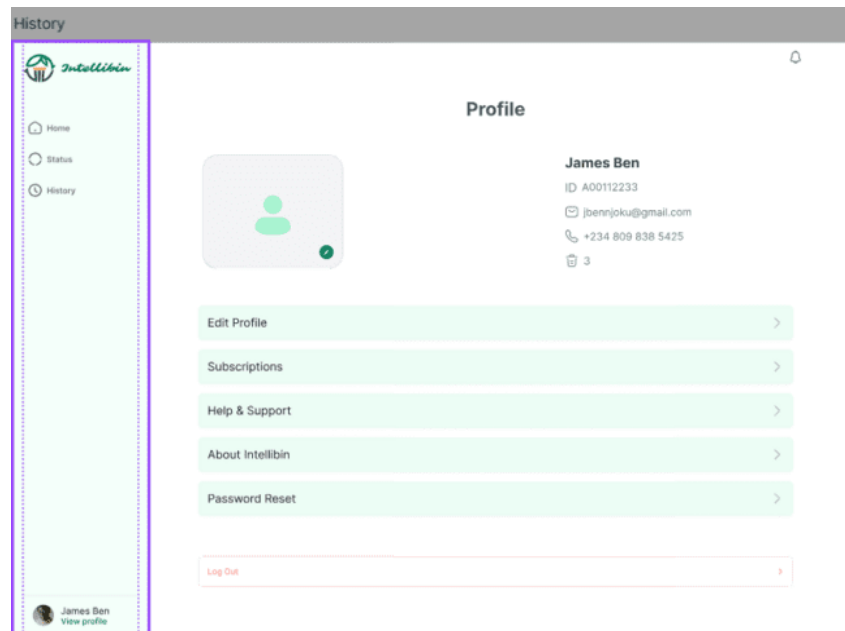 History
Intellibin
Home
Status
History
James Ben
View profile
Profile
James Ben
ID A00112233
jbennjoku@gmail.com
+234 809 838 5425
3
Edit Profile
Subscriptions
Help & Support
About Intellibin
Password Reset
Log Out